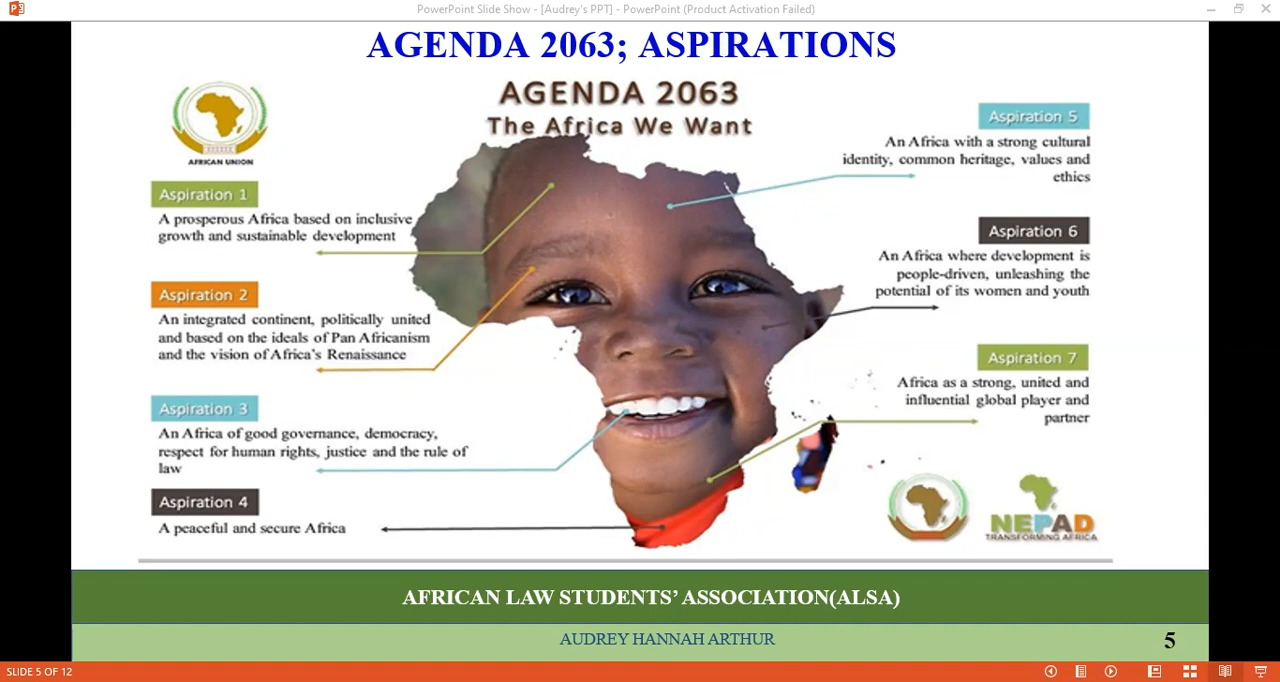 PowerPoint Slide Show - [Audrey's PPT] - PowerPoint (Product Activation Failed)
AGENDA 2063; ASPIRATIONS
AGENDA 2063
The Africa We Want
AFRICAN UNION
Aspiration 1
A prosperous Africa based on inclusive
growth and sustainable development
Aspiration 2
An integrated continent, politically united
and based on the ideals of Pan Africanism
and the vision of Africa's Renaissance
Aspiration 3
An Africa of good governance, democracy,
respect for human rights, justice and the rule of
law
Aspiration 4
A peaceful and secure Africa
Aspiration 5
An Africa with a strong cultural
identity, common heritage, values and
ethics
Aspiration 6
An Africa where development is
people-driven, unleashing the
potential of its women and youth
Aspiration 7
Africa as a strong, united and
influential global player and
partner
NEPAD
TRANSFORMING AFRICA
AFRICAN LAW STUDENTS' ASSOCIATION(ALSA)
AUDREY HANNAH ARTHUR
5
SLIDE 5 OF 12